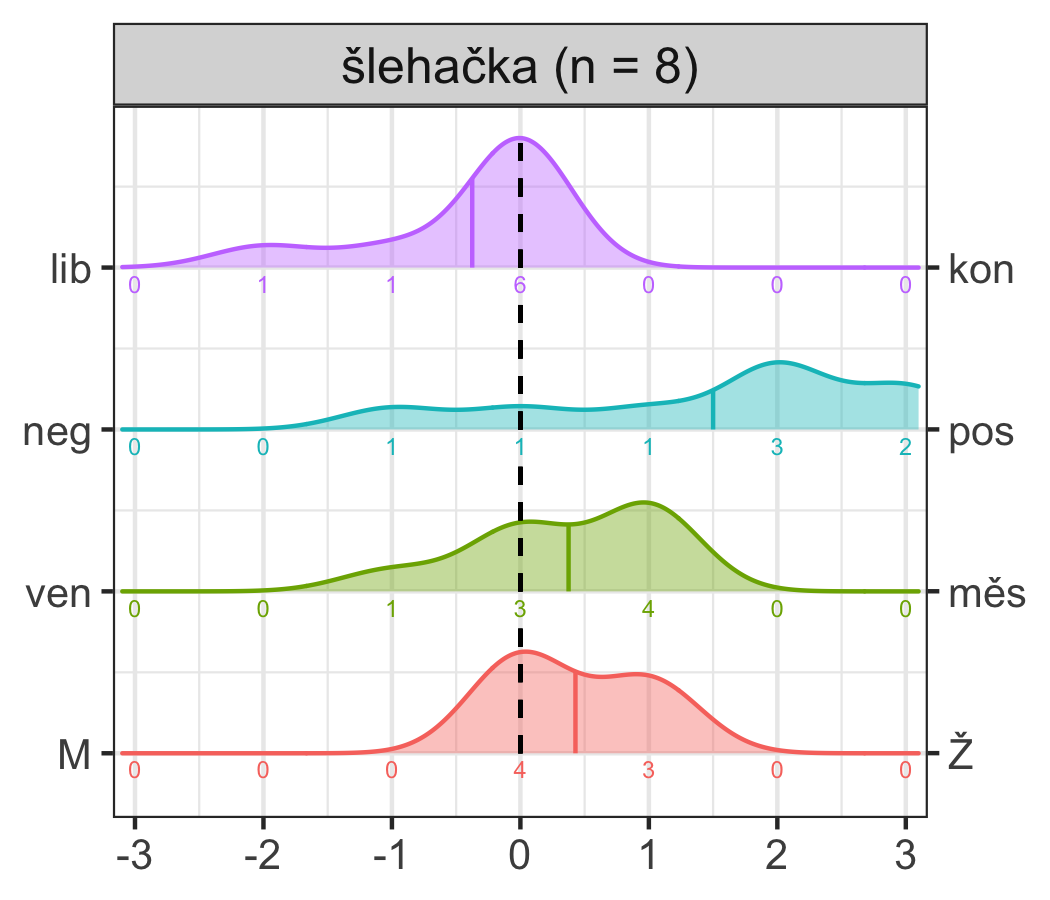 šlehačka (n = 8)
lib kon
0 1 1 6 0 0 0
neg pos
0 0 1 1 1 3 2
ven měs
0 0 1 3 4 0 0
M Ž
0 0 0 4 3 0 0
-3 -2 -1 0 1 2 3